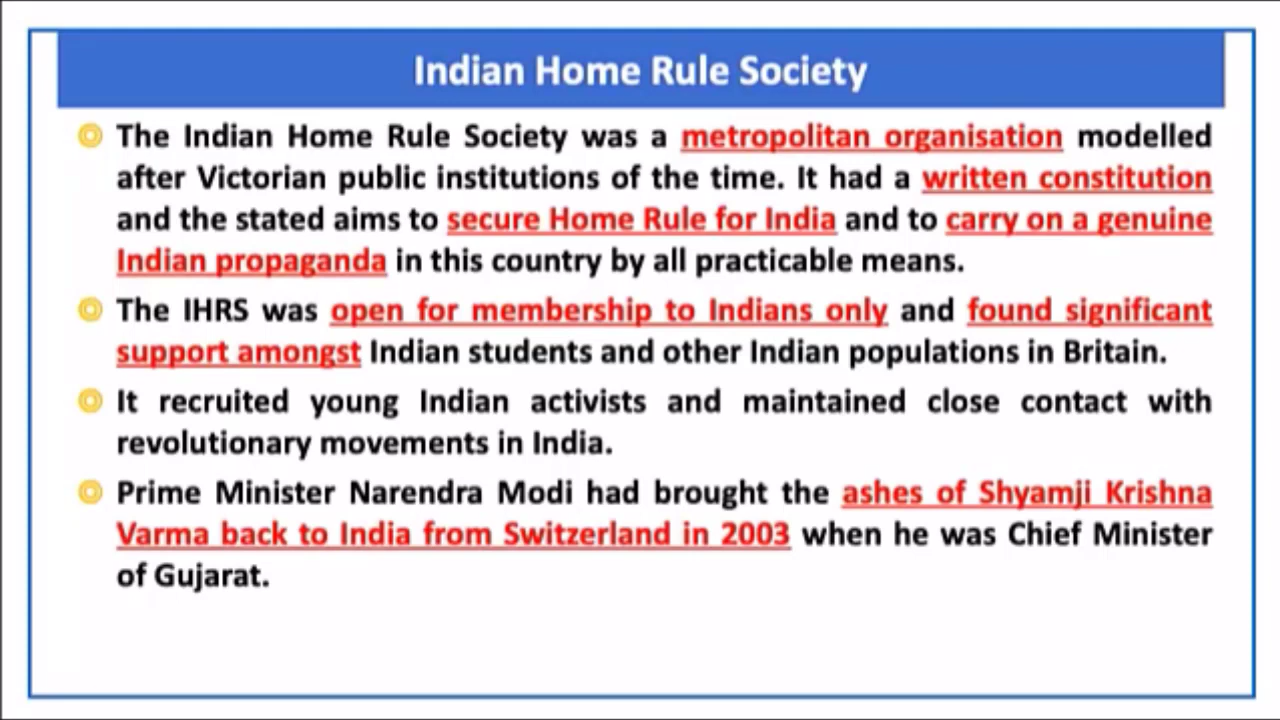 Indian Home Rule Society
The Indian Home Rule Society was a metropolitan organisation modelled
after Victorian public institutions of the time. It had a written constitution
and the stated aims to secure Home Rule for India and to carry on a genuine
Indian propaganda in this country by all practicable means.
The IHRS was open for membership to Indians only and found significant
support amongst Indian students and other Indian populations in Britain.
It recruited young Indian activists and maintained close contact with
revolutionary movements in India.
Prime Minister Narendra Modi had brought the ashes of Shyamji Krishna
Varma back to India from Switzerland in 2003 when he was Chief Minister
of Gujarat.